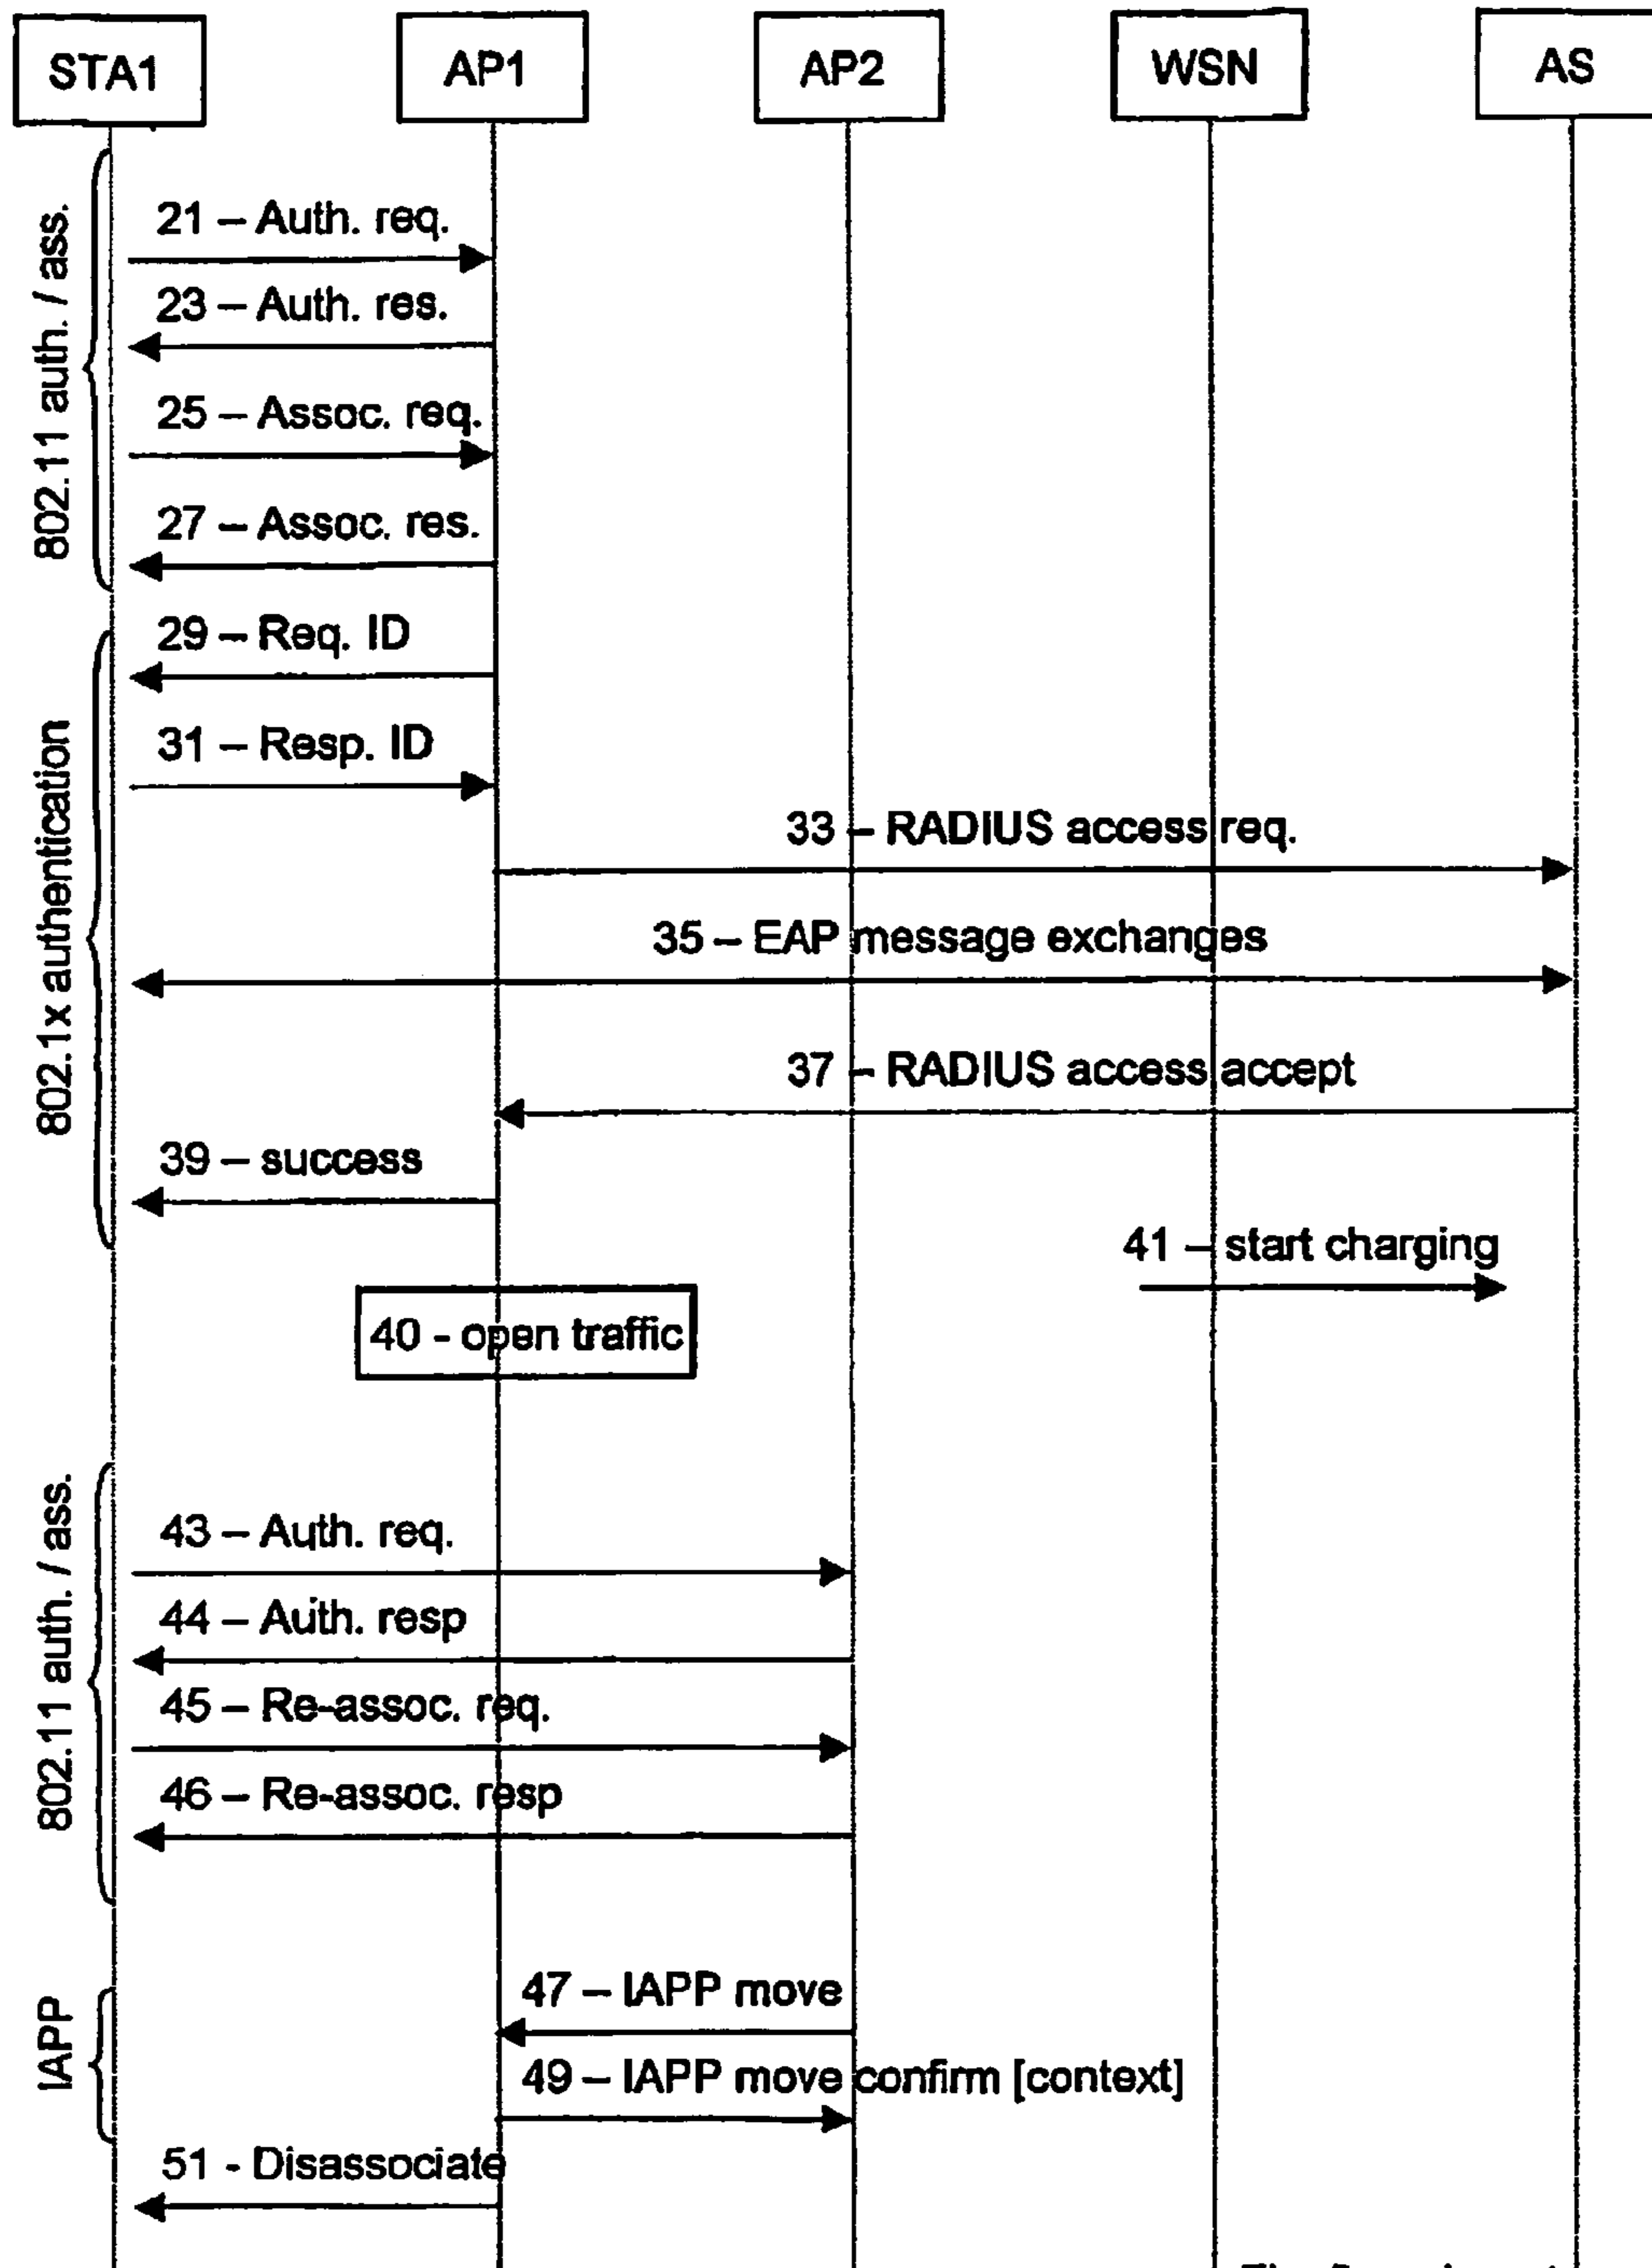 STA1
AP1
AP2
WSN
AS
802.11 auth. / ass.
21 – Auth. req.
23 – Auth. res.
25 – Assoc. req.
27 – Assoc. res.
802.1x authentication
29 – Req. ID
31 – Resp. ID
33 – RADIUS access req.
35 – EAP message exchanges
37 – RADIUS access accept
39 – success
41 – start charging
40 - open traffic
802.11 auth. / ass.
43 – Auth. req.
44 – Auth. resp
45 – Re-assoc. req.
46 – Re-assoc. resp
IAPP
47 – IAPP move
49 – IAPP move confirm [context]
51 - Disassociate